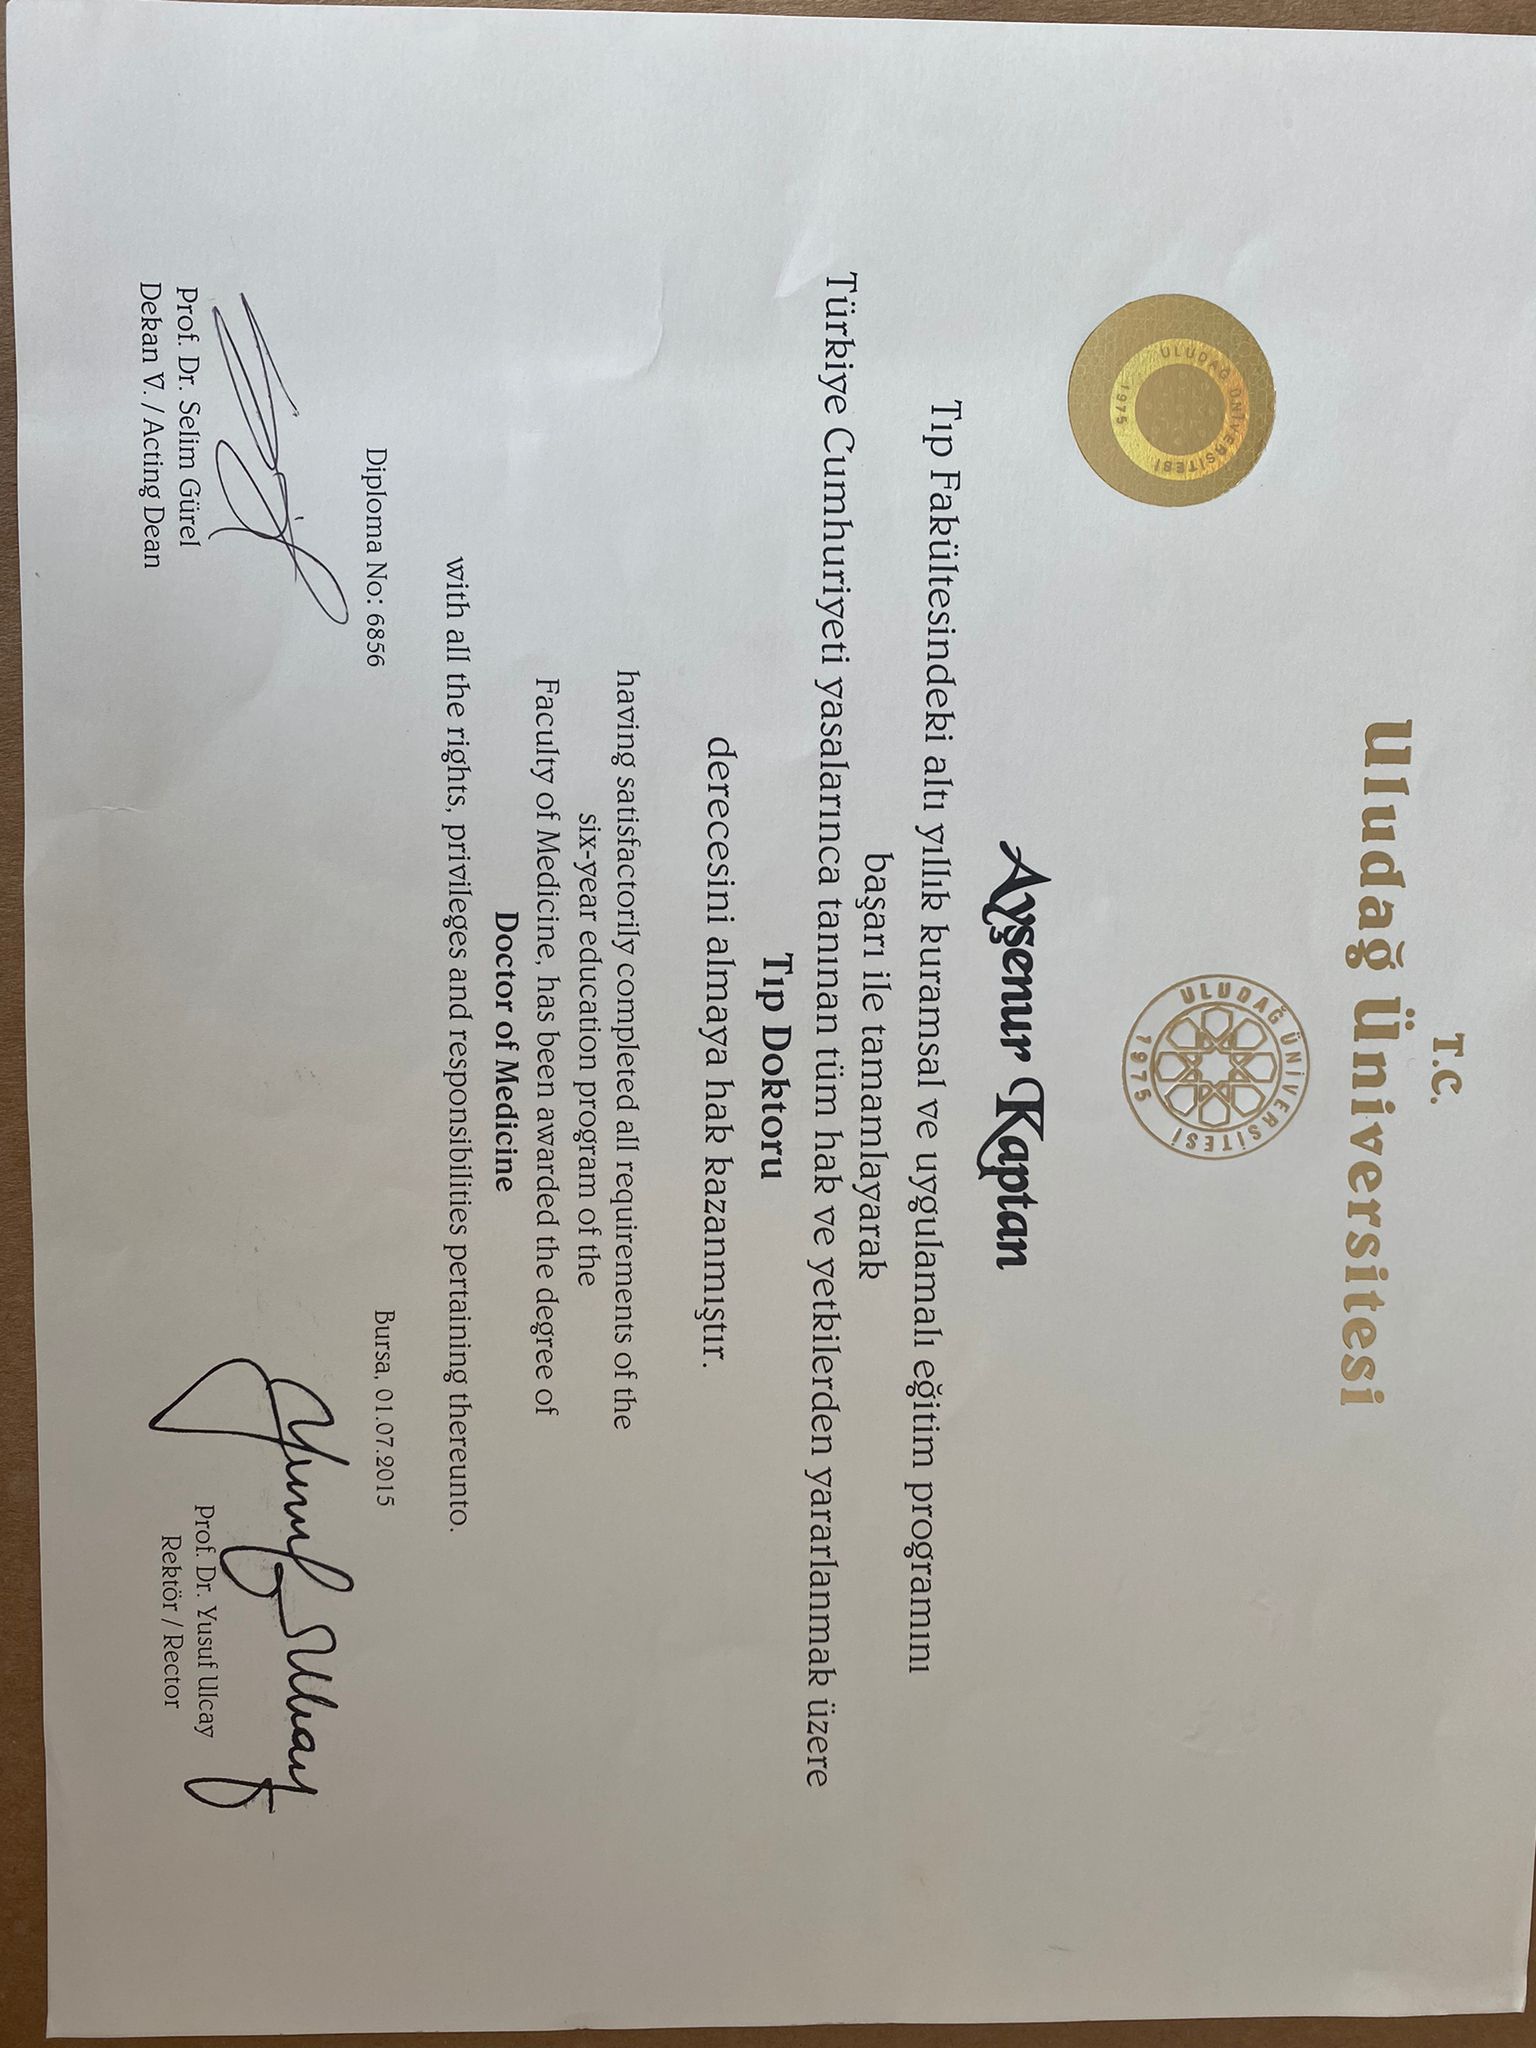 T.C.
Uludağ Üniversitesi
ULUDAĞ ÜNİVERSİTESİ
1975
ULUDAĞ ÜNİVERSİTESİ
1975
Ayşenur Kaptan
Tıp Fakültesindeki altı yıllık kuramsal ve uygulamalı eğitim programını
başarı ile tamamlayarak
Türkiye Cumhuriyeti yasalarınca tanınan tüm hak ve yetkilerden yararlanmak üzere
Tıp Doktoru
derecesini almaya hak kazanmıştır.
having satisfactorily completed all requirements of the
six-year education program of the
Faculty of Medicine, has been awarded the degree of
Doctor of Medicine
with all the rights, privileges and responsibilities pertaining thereunto.
Diploma No: 6856
Bursa, 01.07.2015
Prof. Dr. Selim Gürel
Dekan V. / Acting Dean
Prof. Dr. Yusuf Ulcay
Rektör / Rector